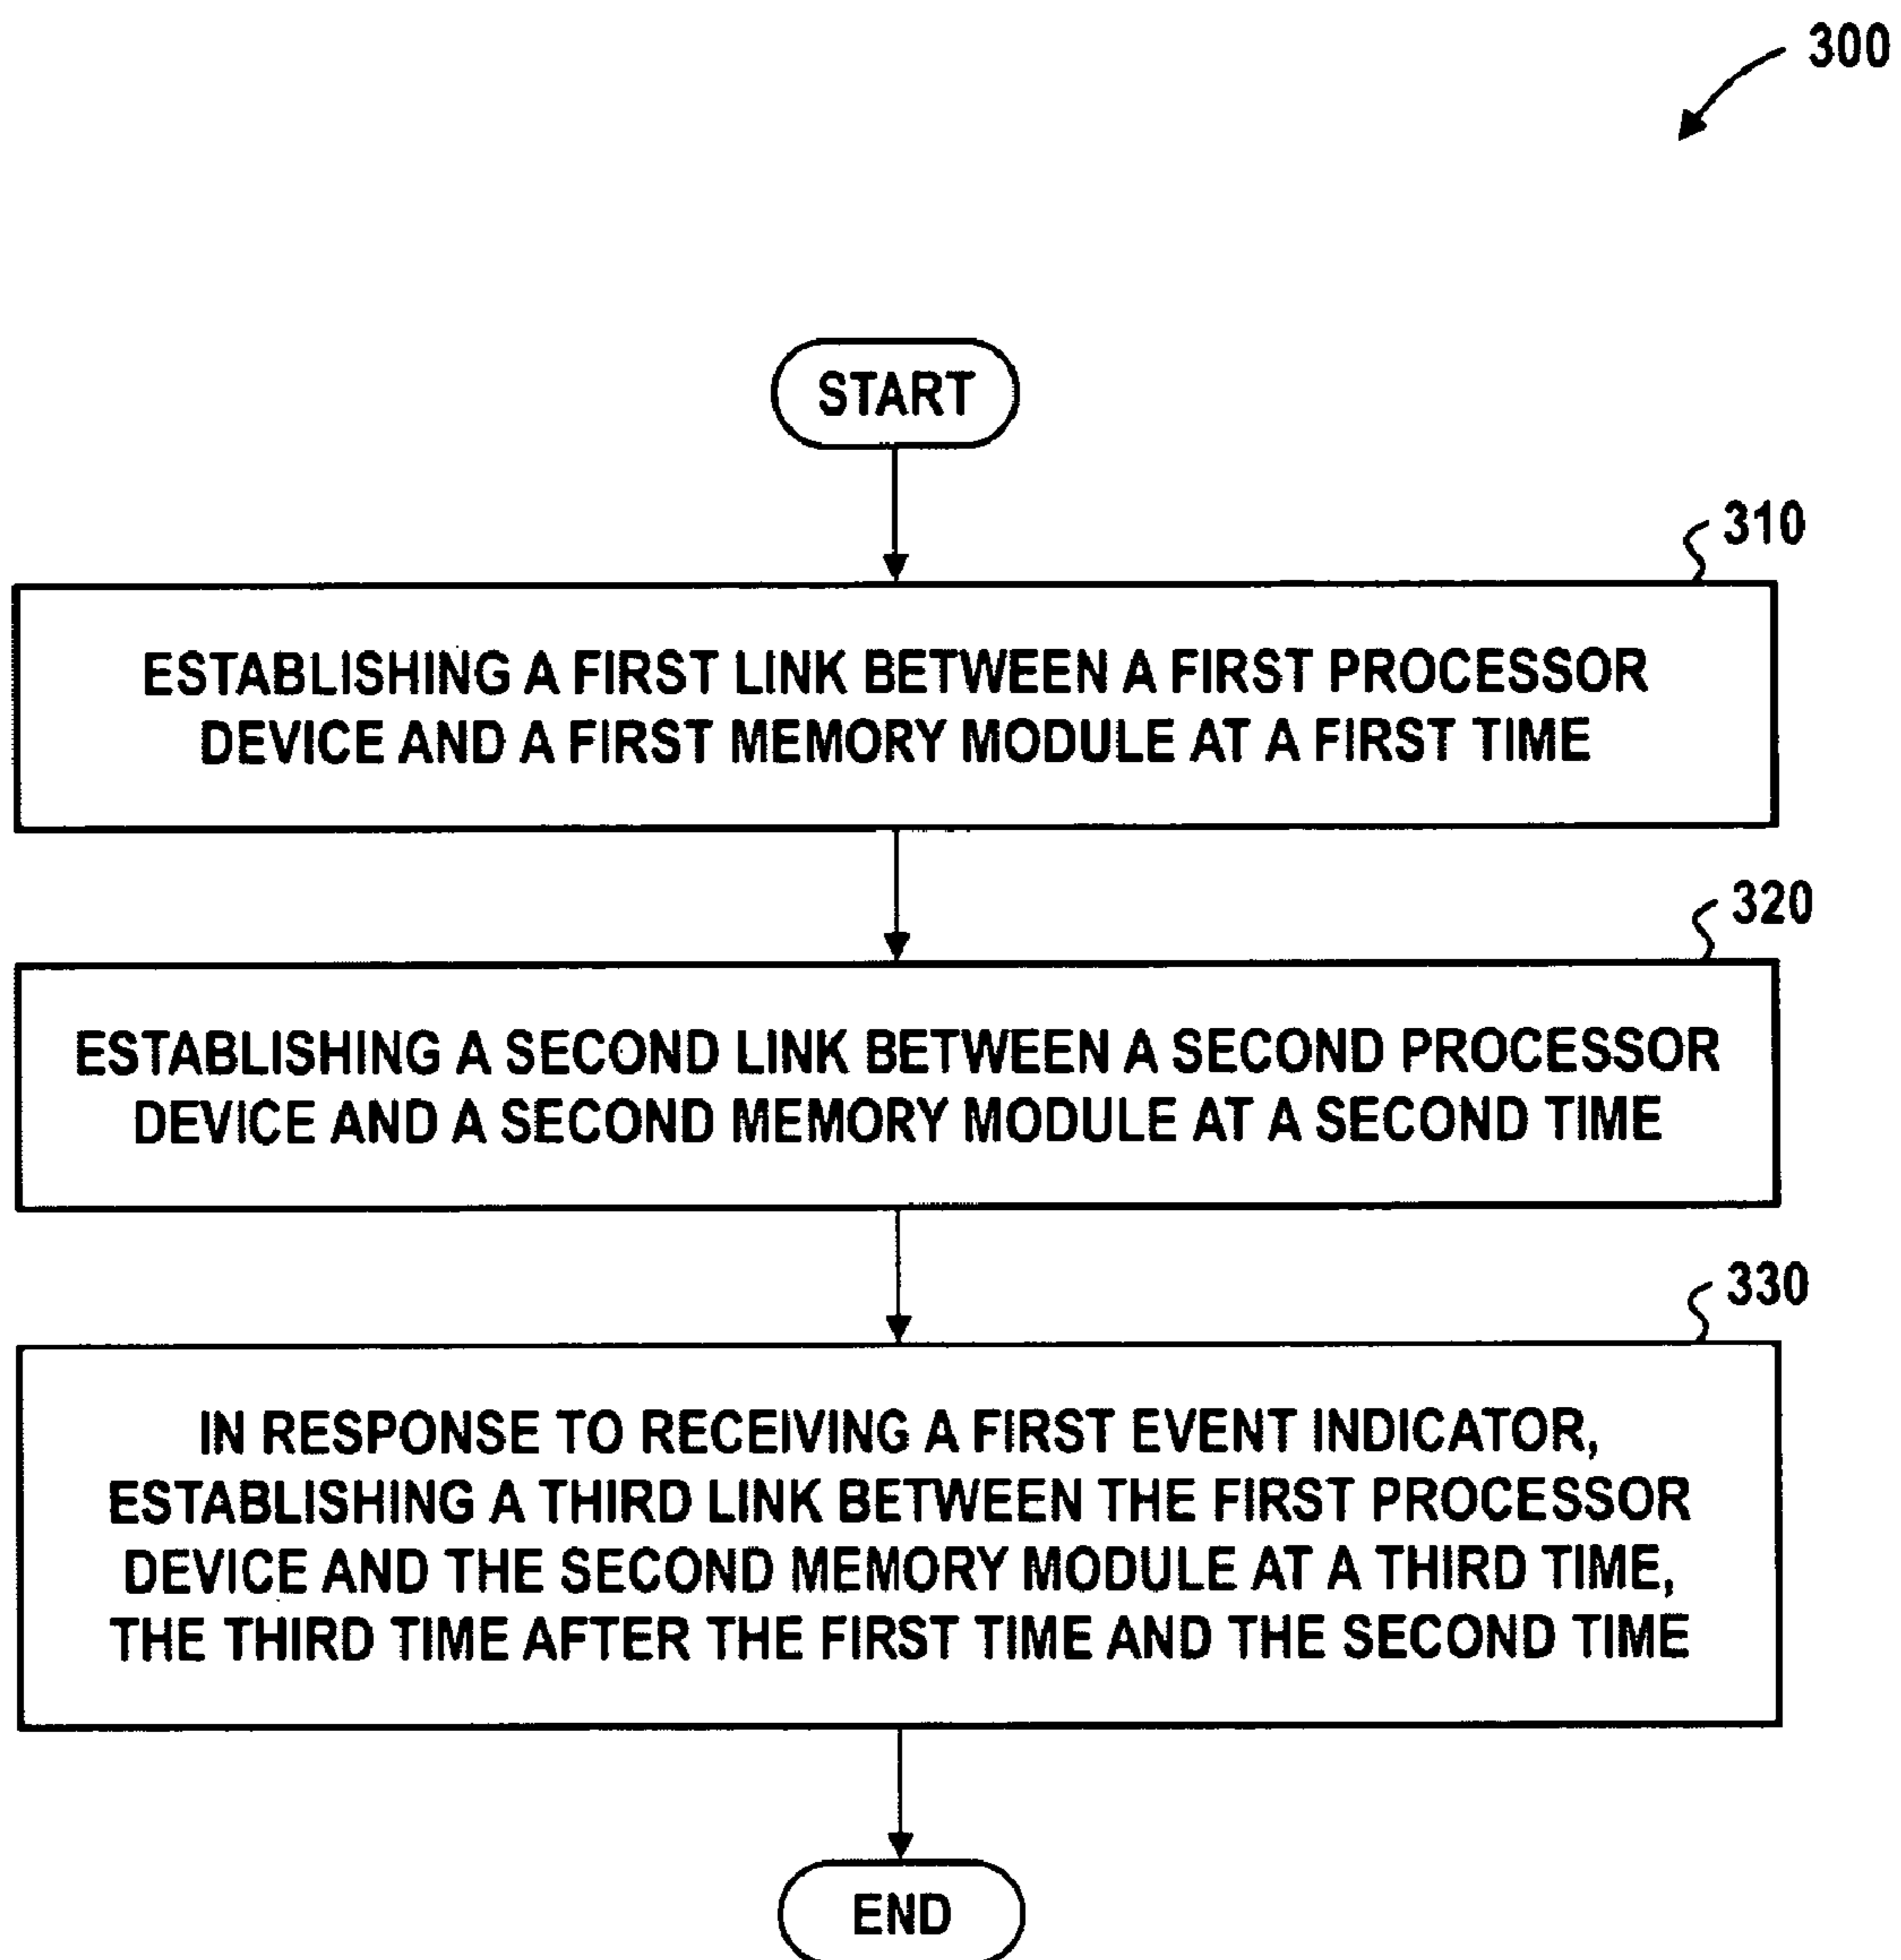 300
START
310
ESTABLISHING A FIRST LINK BETWEEN A FIRST PROCESSOR
DEVICE AND A FIRST MEMORY MODULE AT A FIRST TIME
320
ESTABLISHING A SECOND LINK BETWEEN A SECOND PROCESSOR
DEVICE AND A SECOND MEMORY MODULE AT A SECOND TIME
330
IN RESPONSE TO RECEIVING A FIRST EVENT INDICATOR,
ESTABLISHING A THIRD LINK BETWEEN THE FIRST PROCESSOR
DEVICE AND THE SECOND MEMORY MODULE AT A THIRD TIME,
THE THIRD TIME AFTER THE FIRST TIME AND THE SECOND TIME
END